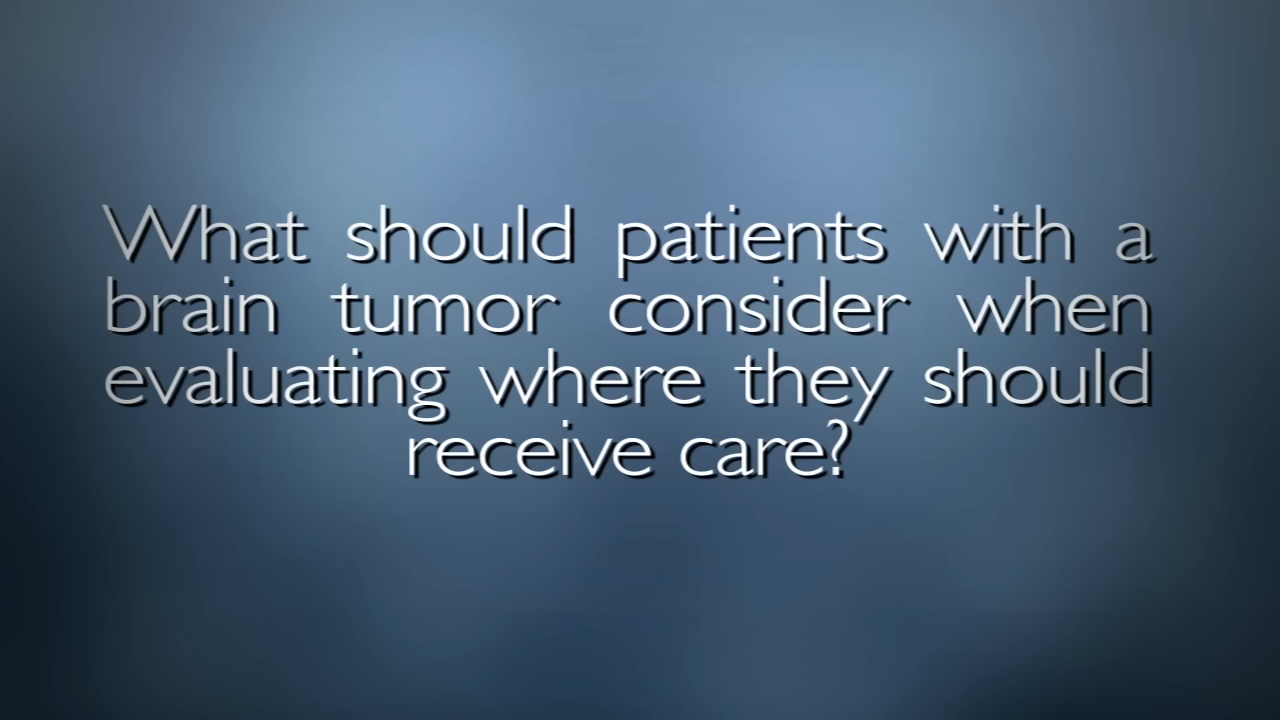 What should patients with a
brain tumor consider when
evaluating where they should
receive care?